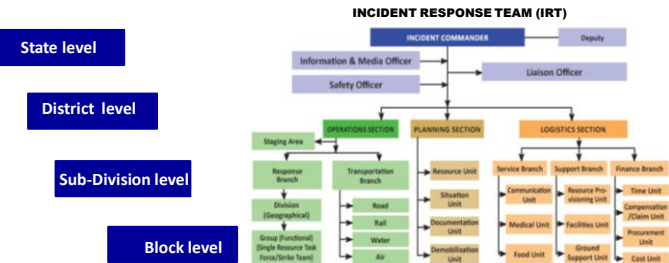 INCIDENT RESPONSE TEAM (IRT)
State level
District level
Sub-Division level
Block level
INCIDENT COMMANDER
Deputy
Information & Media Officer
Liaison Officer
Safety Officer
OPERATIONS SECTION
PLANNING SECTION
LOGISTICS SECTION
Staging Area
Response
Branch
Transportation
Branch
Division
(Geographical)
Group (Functional)
(Single Resource Task
Force/Strike Team)
Road
Rail
Water
Air
Resource Unit
Situation
Unit
Documentation
Unit
Demobilization
Unit
Service Branch
Support Branch
Finance Branch
Communication
Unit
Medical Unit
Food Unit
Resource Pro-
visioning Unit
Facilities Unit
Ground
Support Unit
Time Unit
Compensation
/Claim Unit
Procurement
Unit
Cost Unit